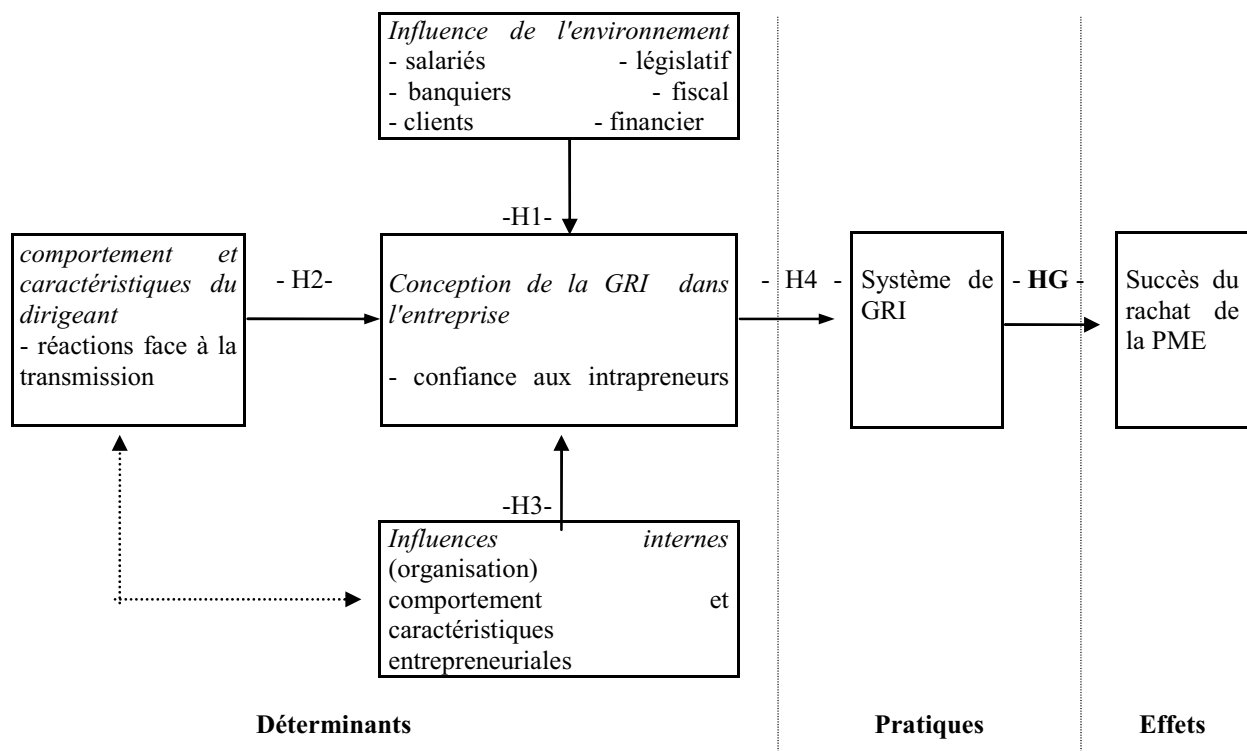 Influence de l'environnement
- salariés - législatif
- banquiers - fiscal
- clients - financier
-H1-
comportement et
caractéristiques du
dirigeant
- réactions face à la
transmission
- H2-
Conception de la GRI dans
l'entreprise
- confiance aux intrapreneurs
- H4 -
Système de
GRI
- HG -
Succès du
rachat de
la PME
-H3-
Influences internes
(organisation)
comportement et
caractéristiques
entrepreneuriales
Déterminants
Pratiques
Effets